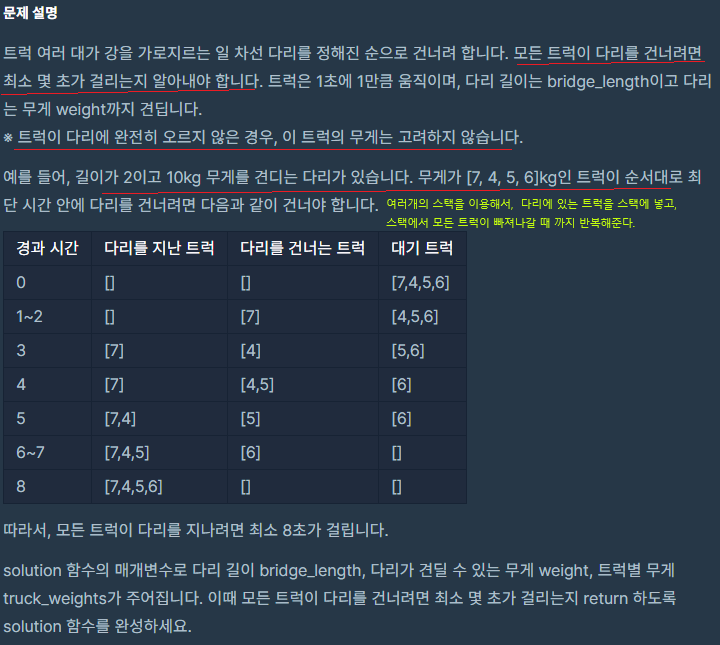 문제 설명
트럭 여러 대가 강을 가로지르는 일 차선 다리를 정해진 순으로 건너려 합니다. 모든 트럭이 다리를 건너려면
최소 몇 초가 걸리는지 알아내야 합니다. 트럭은 1초에 1만큼 움직이며, 다리 길이는 bridge_length이고 다리
는 무게 weight까지 견딥니다.
※ 트럭이 다리에 완전히 오르지 않은 경우, 이 트럭의 무게는 고려하지 않습니다.
예를 들어, 길이가 2이고 10kg 무게를 견디는 다리가 있습니다. 무게가 [7, 4, 5, 6]kg인 트럭이 순서대로 최
단 시간 안에 다리를 건너려면 다음과 같이 건너야 합니다.
여러개의 스택을 이용해서, 다리에 있는 트럭을 스택에 넣고,
스택에서 모든 트럭이 빠져나갈 때 까지 반복해준다.
경과 시간 다리를 지난 트럭 다리를 건너는 트럭 대기 트럭
0 [] [] [7,4,5,6]
1~2 [] [7] [4,5,6]
3 [7] [4] [5,6]
4 [7] [4,5] [6]
5 [7,4] [5] [6]
6~7 [7,4,5] [6] []
8 [7,4,5,6] [] []
따라서, 모든 트럭이 다리를 지나려면 최소 8초가 걸립니다.
solution 함수의 매개변수로 다리 길이 bridge_length, 다리가 견딜 수 있는 무게 weight, 트럭별 무게
truck_weights가 주어집니다. 이때 모든 트럭이 다리를 건너려면 최소 몇 초가 걸리는지 return 하도록
solution 함수를 완성하세요.